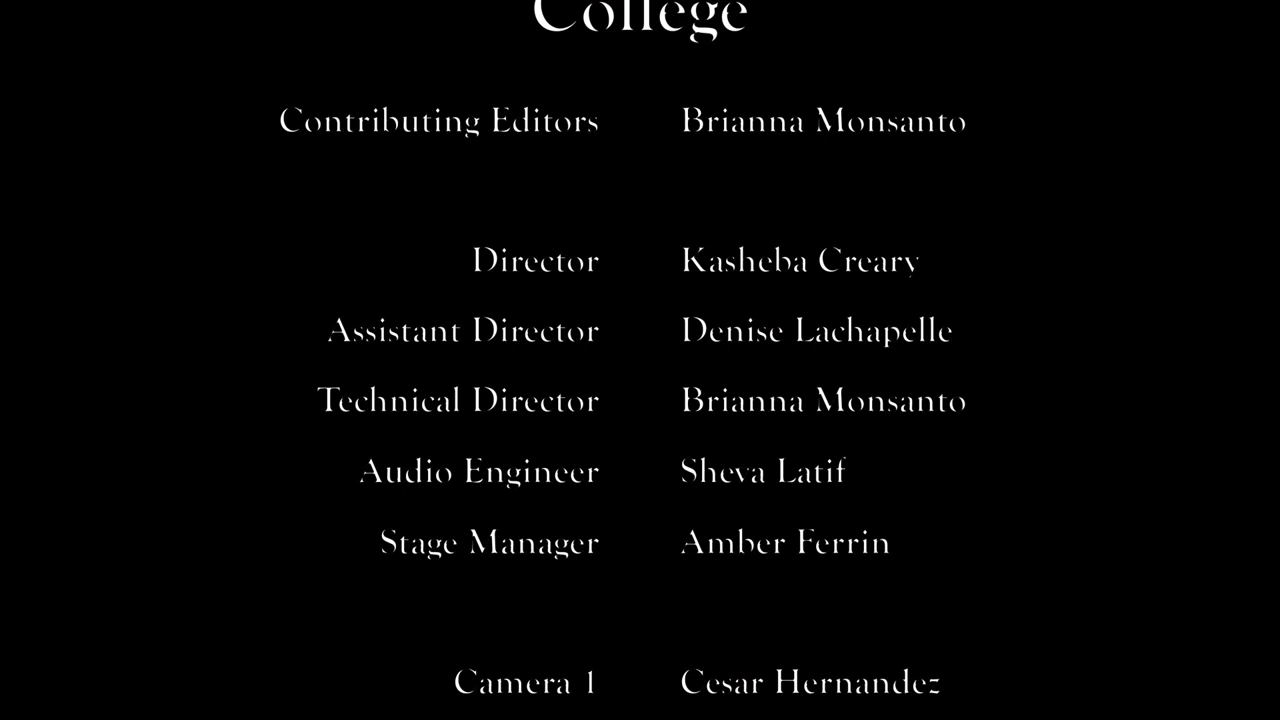 College
Contributing Editors Brianna Monsanto
Director Kasheba Creary
Assistant Director Denise Lachapelle
Technical Director Brianna Monsanto
Audio Engineer Sheva Latif
Stage Manager Amber Ferrin
Camera 1 Cesar Hernandez